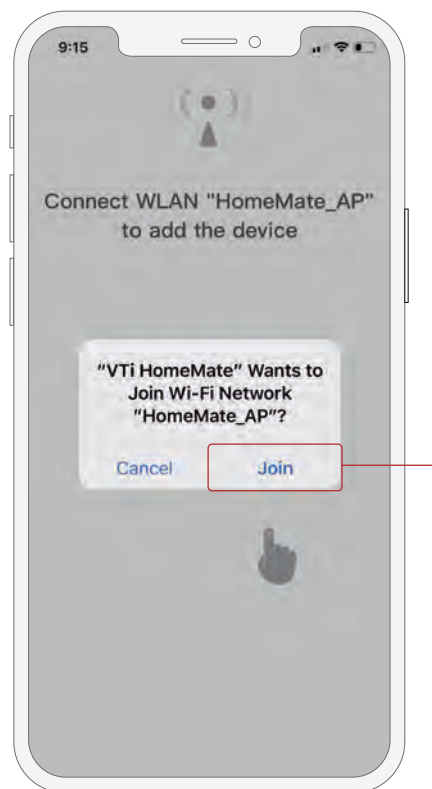 9:15
Connect WLAN "HomeMate_AP"
to add the device
"VTi HomeMate" Wants to
Join Wi-Fi Network
"HomeMate_AP"?
Cancel
Join